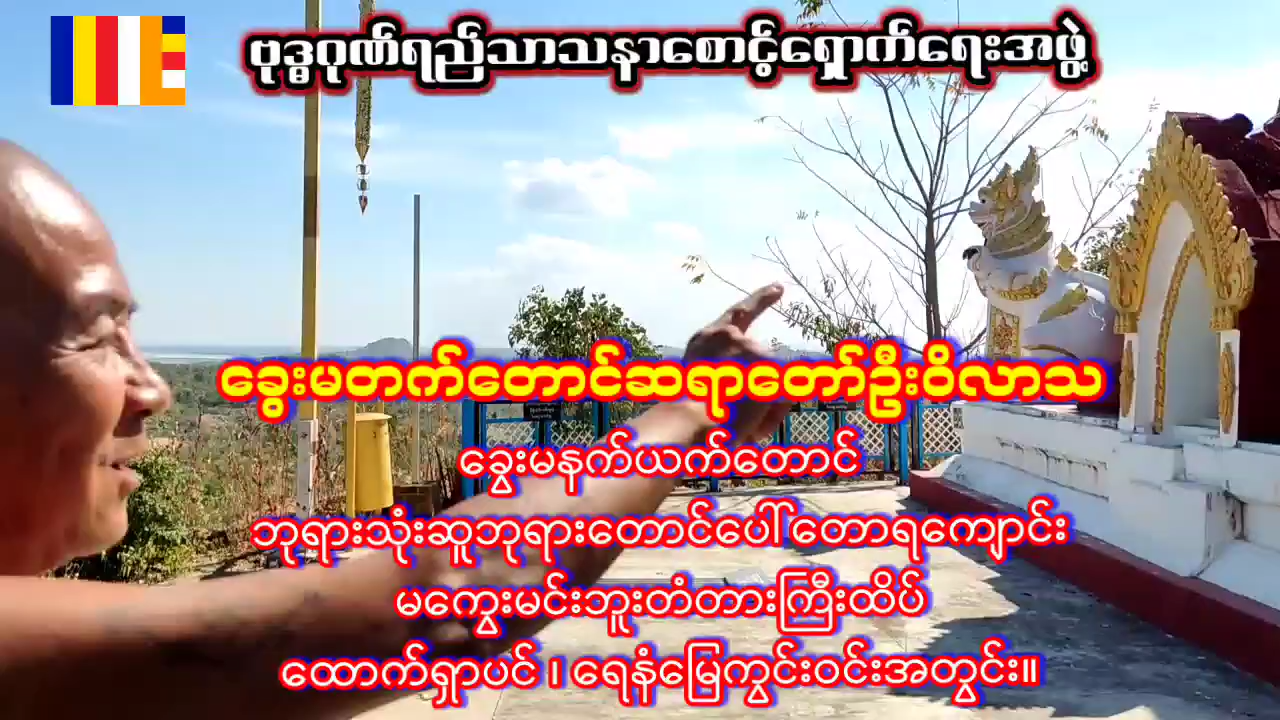 ဗုဒ္ဓဂုဏ်ရည်သာသနာစောင့်ရှောက်ရေးအဖွဲ့
ခွေးမတက်တောင်ဆရာတော်ဦးဝိလာသ
ခွေးမနက်ယက်တောင်
ဘုရားသုံးဆူဘုရားတောင်ပေါ်တောရကျောင်း
မကွေးမင်းဘူးတံတားကြီးထိပ်
ထောက်ရှာပင်၊ ရေနံမြေကွင်းဝင်းအတွင်း။